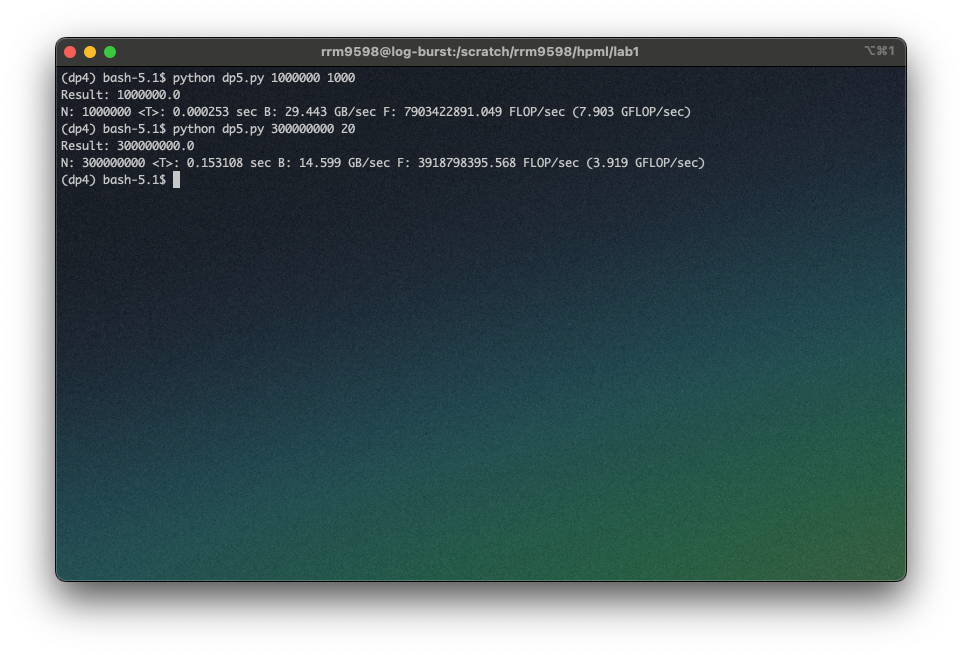 rrm9598@log-burst:/scratch/rrm9598/hpml/lab1
⌥⌘1
(dp4) bash-5.1$ python dp5.py 1000000 1000
Result: 1000000.0
N: 1000000 <T>: 0.000253 sec B: 29.443 GB/sec F: 7903422891.049 FLOP/sec (7.903 GFLOP/sec)
(dp4) bash-5.1$ python dp5.py 300000000 20
Result: 300000000.0
N: 300000000 <T>: 0.153108 sec B: 14.599 GB/sec F: 3918798395.568 FLOP/sec (3.919 GFLOP/sec)
(dp4) bash-5.1$